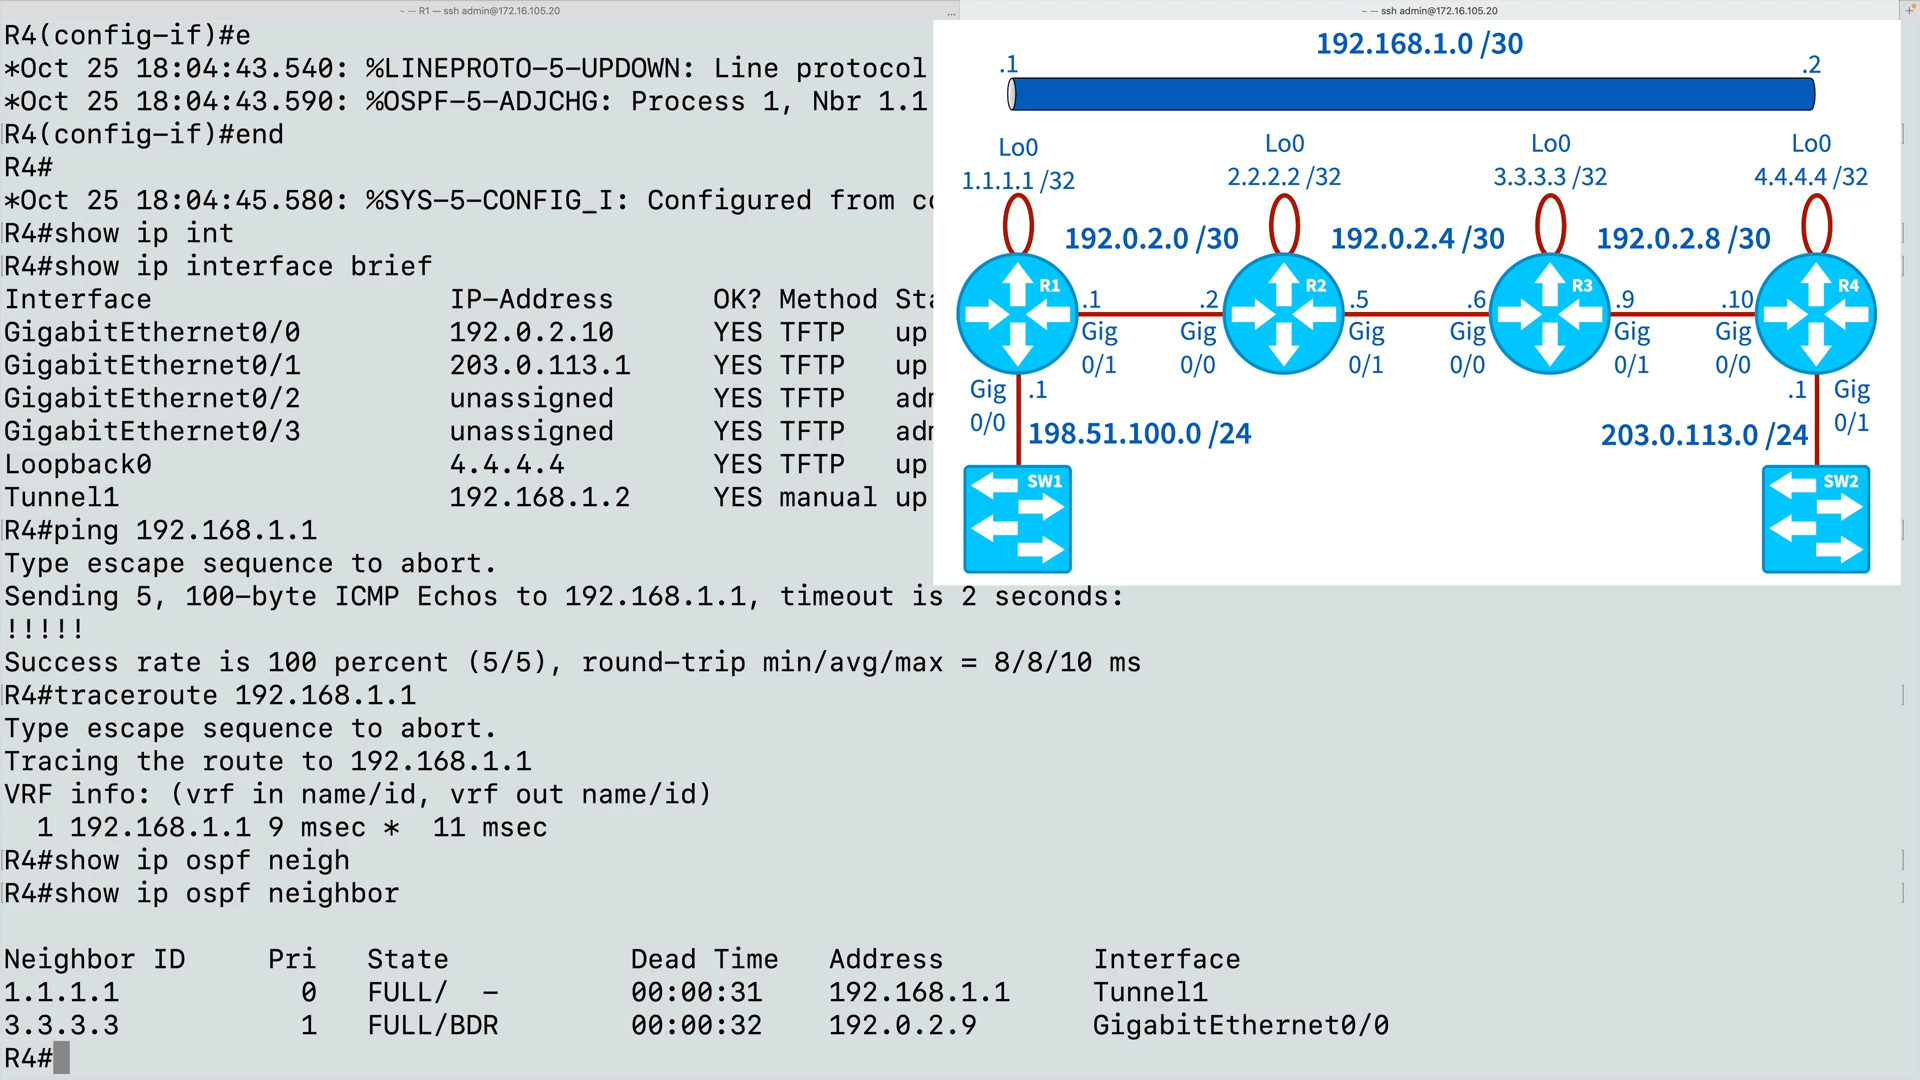 ~ — R1 — ssh admin@172.16.105.20
...
~ — ssh admin@172.16.105.20
+
R4(config-if)#e
*Oct 25 18:04:43.540: %LINEPROTO-5-UPDOWN: Line protocol
*Oct 25 18:04:43.590: %OSPF-5-ADJCHG: Process 1, Nbr 1.1
R4(config-if)#end
R4#
*Oct 25 18:04:45.580: %SYS-5-CONFIG_I: Configured from co
R4#show ip int
R4#show ip interface brief
Interface IP-Address OK? Method Sta
GigabitEthernet0/0 192.0.2.10 YES TFTP up
GigabitEthernet0/1 203.0.113.1 YES TFTP up
GigabitEthernet0/2 unassigned YES TFTP adm
GigabitEthernet0/3 unassigned YES TFTP adm
Loopback0 4.4.4.4 YES TFTP up
Tunnel1 192.168.1.2 YES manual up
R4#ping 192.168.1.1
Type escape sequence to abort.
Sending 5, 100-byte ICMP Echos to 192.168.1.1, timeout is 2 seconds:
!!!!!
Success rate is 100 percent (5/5), round-trip min/avg/max = 8/8/10 ms
R4#traceroute 192.168.1.1
Type escape sequence to abort.
Tracing the route to 192.168.1.1
VRF info: (vrf in name/id, vrf out name/id)
1 192.168.1.1 9 msec * 11 msec
R4#show ip ospf neigh
R4#show ip ospf neighbor
Neighbor ID Pri State Dead Time Address Interface
1.1.1.1 0 FULL/ - 00:00:31 192.168.1.1 Tunnel1
3.3.3.3 1 FULL/BDR 00:00:32 192.0.2.9 GigabitEthernet0/0
R4#
192.168.1.0 /30
.1 .2
Lo0 Lo0 Lo0 Lo0
1.1.1.1 /32 2.2.2.2 /32 3.3.3.3 /32 4.4.4.4 /32
192.0.2.0 /30 192.0.2.4 /30 192.0.2.8 /30
R1 R2 R3 R4
.1 .2 .5 .6 .9 .10
Gig Gig Gig Gig Gig Gig
0/1 0/0 0/1 0/0 0/1 0/0
Gig .1 .1 Gig
0/0 0/1
198.51.100.0 /24 203.0.113.0 /24
SW1 SW2